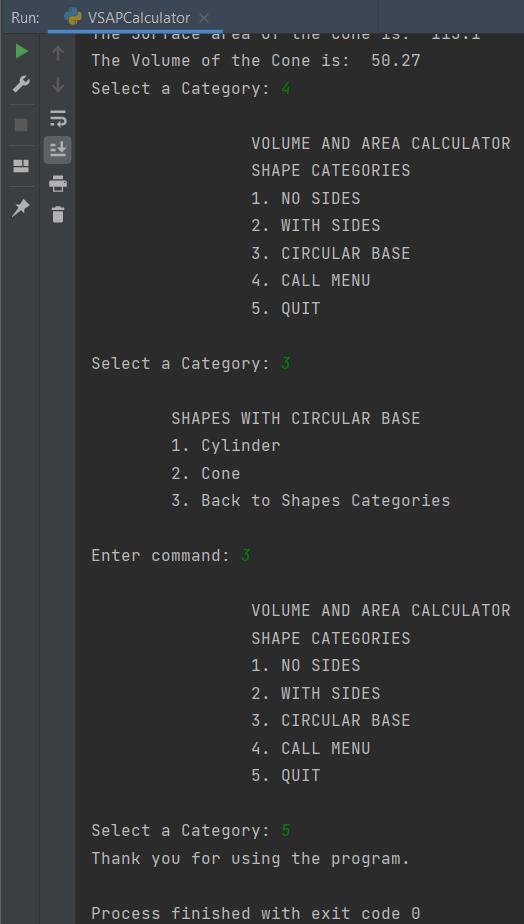 Run: VSAPCalculator
The Surface area of the Cone is:  113.1
The Volume of the Cone is:  50.27
Select a Category: 4
VOLUME AND AREA CALCULATOR
SHAPE CATEGORIES
1. NO SIDES
2. WITH SIDES
3. CIRCULAR BASE
4. CALL MENU
5. QUIT
Select a Category: 3
SHAPES WITH CIRCULAR BASE
1. Cylinder
2. Cone
3. Back to Shapes Categories
Enter command: 3
VOLUME AND AREA CALCULATOR
SHAPE CATEGORIES
1. NO SIDES
2. WITH SIDES
3. CIRCULAR BASE
4. CALL MENU
5. QUIT
Select a Category: 5
Thank you for using the program.
Process finished with exit code 0